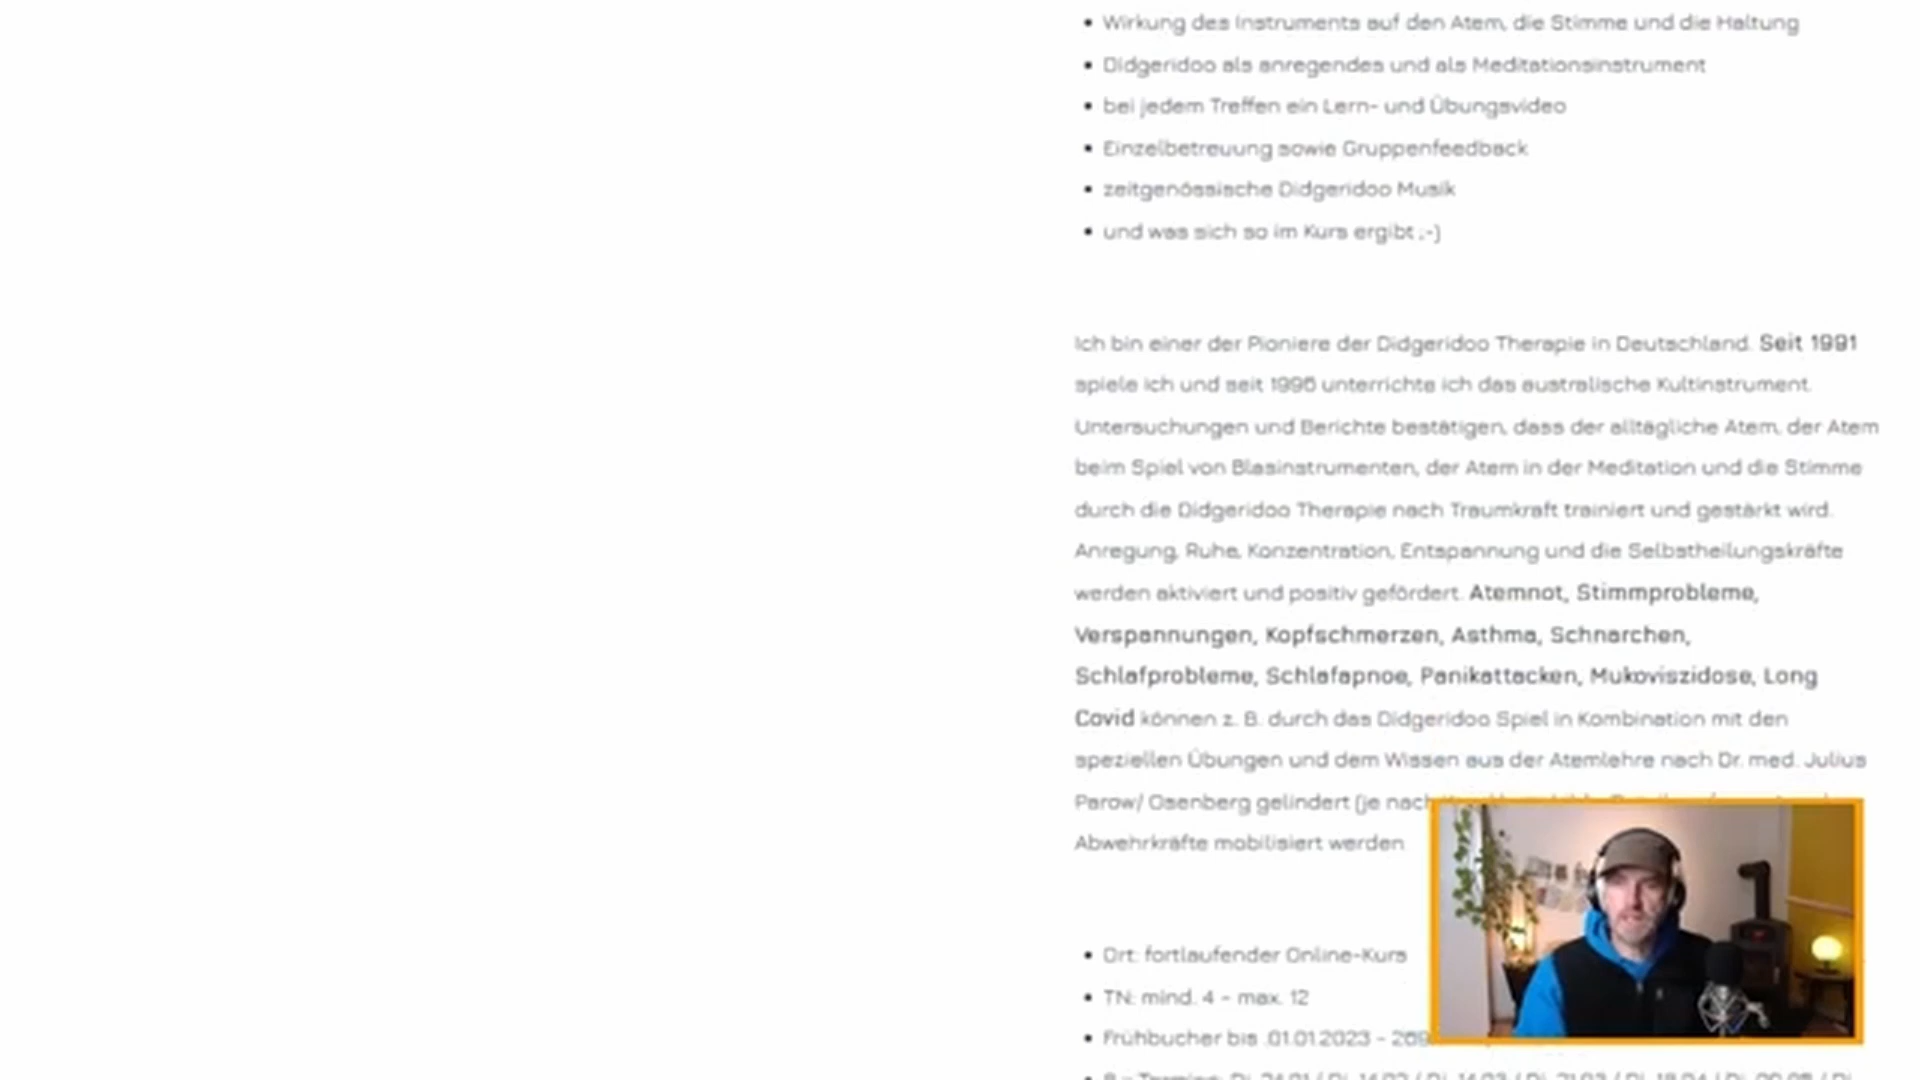 • Wirkung des Instruments auf den Atem, die Stimme und die Haltung
• Didgeridoo als anregendes und als Meditationsinstrument
• bei jedem Treffen ein Lern- und Übungsvideo
• Einzelbetreuung sowie Gruppenfeedback
• zeitgenössische Didgeridoo Musik
• und was sich so im Kurs ergibt ;-)
Ich bin einer der Pioniere der Didgeridoo Therapie in Deutschland. Seit 1991
spiele ich und seit 1996 unterrichte ich das australische Kultinstrument.
Untersuchungen und Berichte bestätigen, dass der alltägliche Atem, der Atem
beim Spiel von Blasinstrumenten, der Atem in der Meditation und die Stimme
durch die Didgeridoo Therapie nach Traumkraft trainiert und gestärkt wird.
Anregung, Ruhe, Konzentration, Entspannung und die Selbstheilungskräfte
werden aktiviert und positiv gefördert. Atemnot, Stimmprobleme,
Verspannungen, Kopfschmerzen, Asthma, Schnarchen,
Schlafprobleme, Schlafapnoe, Panikattacken, Mukoviszidose, Long
Covid können z. B. durch das Didgeridoo Spiel in Kombination mit den
speziellen Übungen und dem Wissen aus der Atemlehre nach Dr. med. Julius
Parow/ Osenberg gelindert (je nach
Abwehrkräfte mobilisiert werden
• Ort: fortlaufender Online-Kurs
• TN: mind. 4 - max. 12
• Frühbucher bis .01.01.2023 -